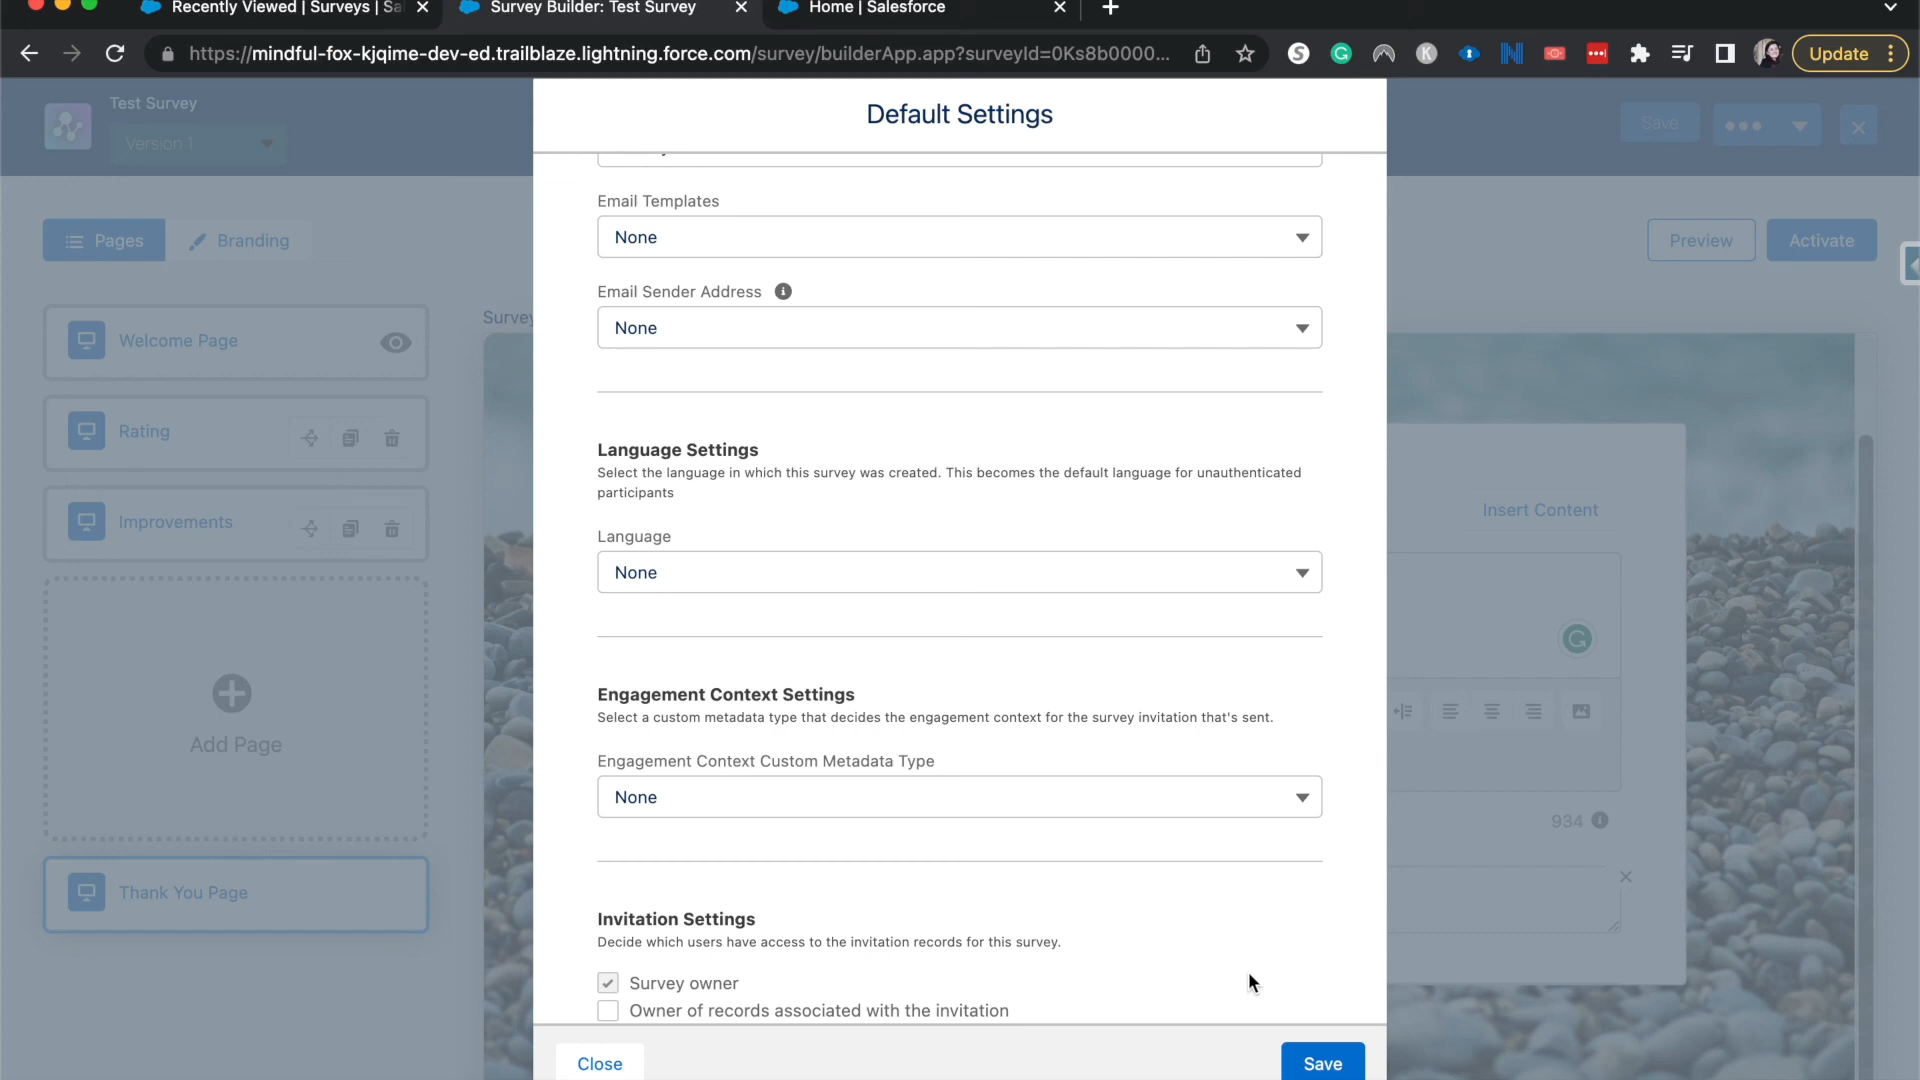 Recently Viewed | Surveys | Sa
Survey Builder: Test Survey
Home | Salesforce
https://mindful-fox-kjqime-dev-ed.trailblaze.lightning.force.com/survey/builderApp.app?surveyId=0Ks8b0000...
Update
Test Survey
Version 1
Save
Default Settings
Pages
Branding
Preview
Activate
Email Templates
None
Email Sender Address
None
Survey
Welcome Page
Rating
Improvements
Add Page
Thank You Page
Language Settings
Select the language in which this survey was created. This becomes the default language for unauthenticated
participants
Language
None
Insert Content
Engagement Context Settings
Select a custom metadata type that decides the engagement context for the survey invitation that's sent.
Engagement Context Custom Metadata Type
None
934
Invitation Settings
Decide which users have access to the invitation records for this survey.
Survey owner
Owner of records associated with the invitation
Close
Save